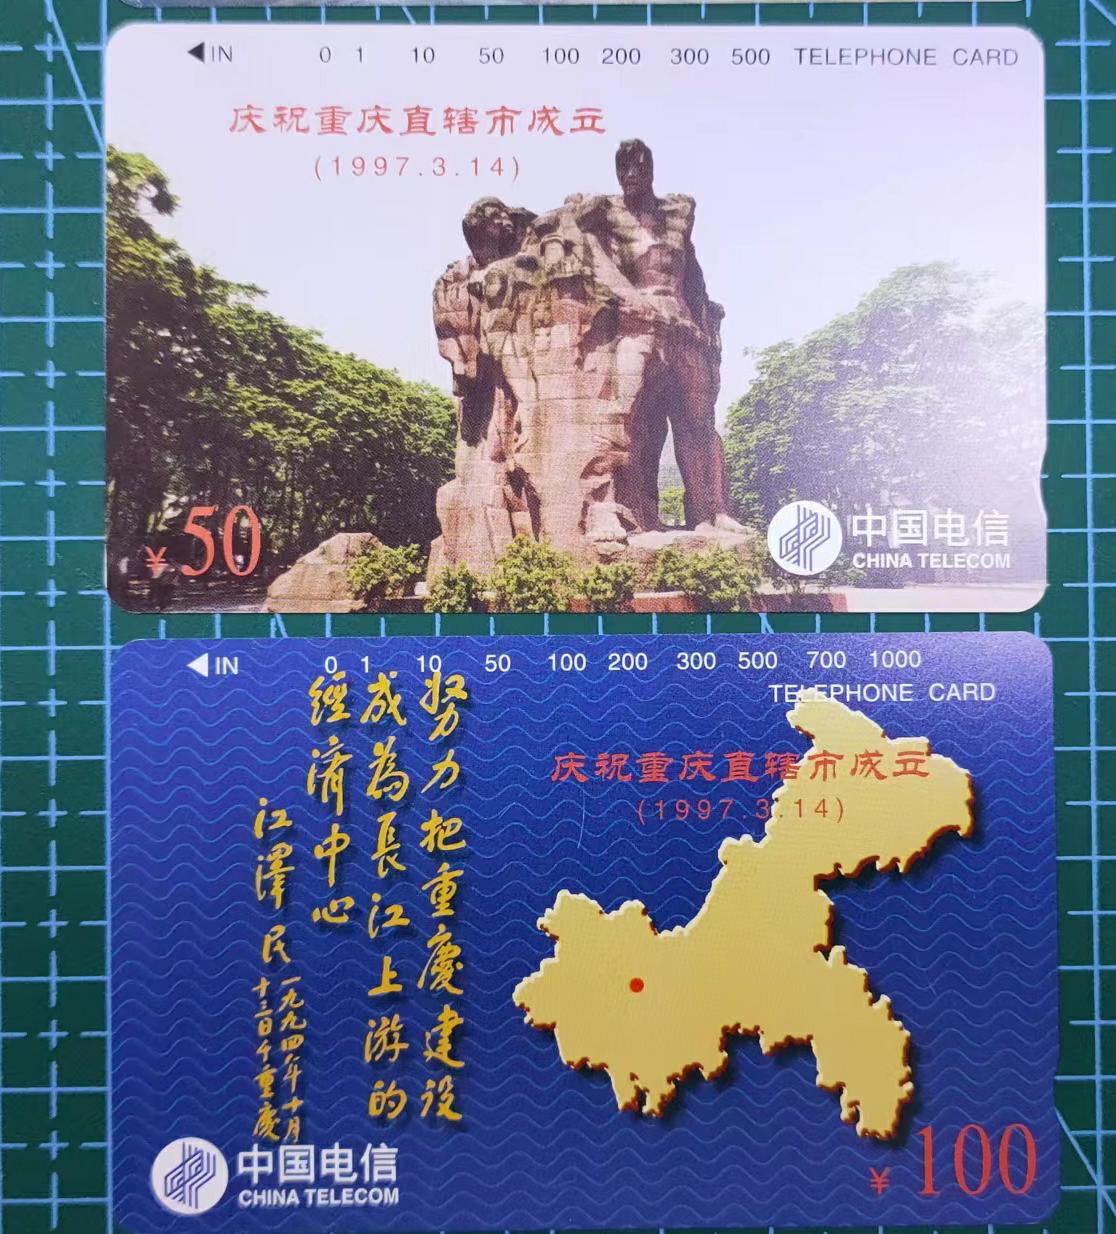 ◀IN 0 1 10 50 100 200 300 500 TELEPHONE CARD
庆祝重庆直辖市成立
(1997.3.14)
¥50
中国电信
CHINA TELECOM
◀IN 0 1 10 50 100 200 300 500 700 1000
TELEPHONE CARD
努力把重慶建设
成為長江上游的
經濟中心
江澤民
一九九四年十月
十三日于重慶
庆祝重庆直辖市成立
(1997.3.14)
中国电信
CHINA TELECOM
¥100